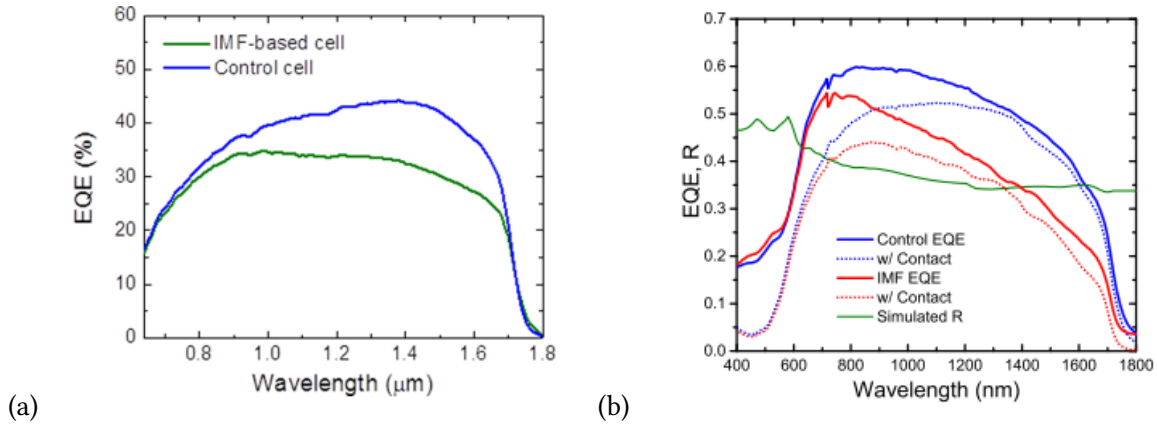 60
50
40
30
20
10
0
EQE (%)
IMF-based cell
Control cell
0.8 1.0 1.2 1.4 1.6 1.8
Wavelength (μm)
(a)
0.7
0.6
0.5
0.4
0.3
0.2
0.1
0.0
EQE, R
Control EQE
w/ Contact
IMF EQE
w/ Contact
Simulated R
400 600 800 1000 1200 1400 1600 1800
Wavelength (nm)
(b)